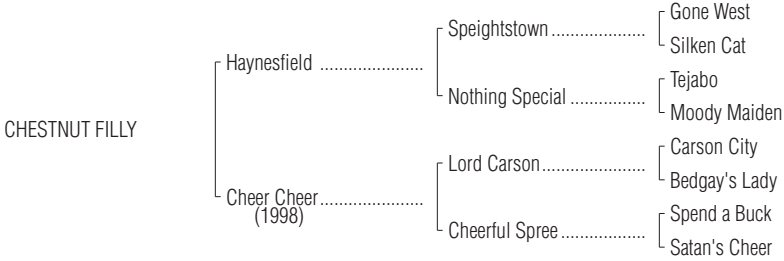 Gone West
Speightstown ....................
Silken Cat
Haynesfield ......................
Tejabo
Nothing Special ................
Moody Maiden
CHESTNUT FILLY
Carson City
Lord Carson......................
Bedgay's Lady
Cheer Cheer......................
(1998)
Spend a Buck
Cheerful Spree ..................
Satan's Cheer